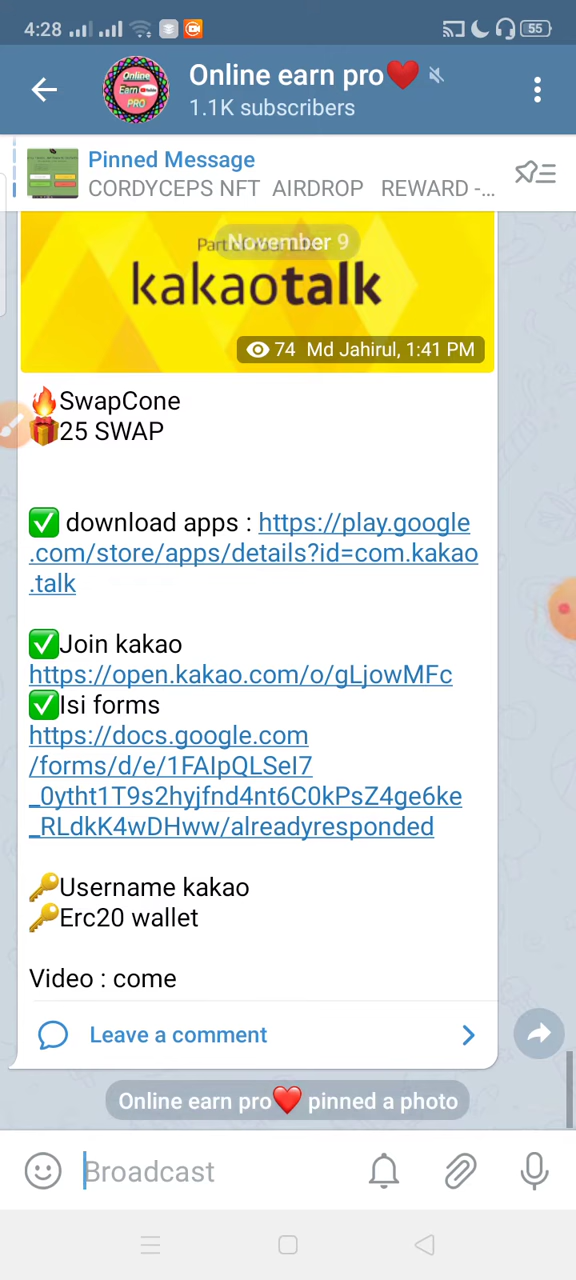 4:28
55
Online earn pro❤️
1.1K subscribers
Online
Earn
PRO
Pinned Message
CORDYCEPS NFT AIRDROP REWARD -...
November 9
kakaotalk
74 Md Jahirul, 1:41 PM
🔥SwapCone
🎁25 SWAP
✅ download apps : https://play.google
.com/store/apps/details?id=com.kakao
.talk
✅Join kakao
https://open.kakao.com/o/gLjowMFc
✅Isi forms
https://docs.google.com
/forms/d/e/1FAIpQLSeI7
_0ytht1T9s2hyjfnd4nt6C0kPsZ4ge6ke
_RLdkK4wDHww/alreadyresponded
🔑Username kakao
🔑Erc20 wallet
Video : come
Leave a comment
Online earn pro❤️ pinned a photo
Broadcast